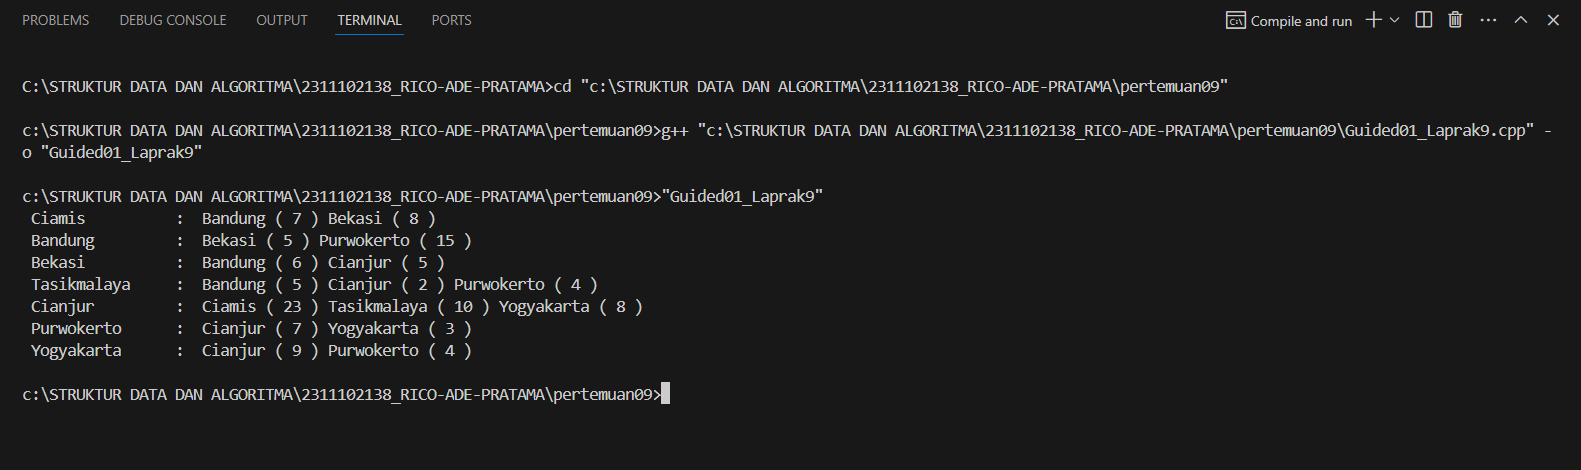 PROBLEMS DEBUG CONSOLE OUTPUT TERMINAL PORTS Compile and run
C:\STRUKTUR DATA DAN ALGORITMA\2311102138_RICO-ADE-PRATAMA>cd "c:\STRUKTUR DATA DAN ALGORITMA\2311102138_RICO-ADE-PRATAMA\pertemuan09"
c:\STRUKTUR DATA DAN ALGORITMA\2311102138_RICO-ADE-PRATAMA\pertemuan09>g++ "c:\STRUKTUR DATA DAN ALGORITMA\2311102138_RICO-ADE-PRATAMA\pertemuan09\Guided01_Laprak9.cpp" -
o "Guided01_Laprak9"
c:\STRUKTUR DATA DAN ALGORITMA\2311102138_RICO-ADE-PRATAMA\pertemuan09>"Guided01_Laprak9"
Ciamis : Bandung ( 7 ) Bekasi ( 8 )
Bandung : Bekasi ( 5 ) Purwokerto ( 15 )
Bekasi : Bandung ( 6 ) Cianjur ( 5 )
Tasikmalaya : Bandung ( 5 ) Cianjur ( 2 ) Purwokerto ( 4 )
Cianjur : Ciamis ( 23 ) Tasikmalaya ( 10 ) Yogyakarta ( 8 )
Purwokerto : Cianjur ( 7 ) Yogyakarta ( 3 )
Yogyakarta : Cianjur ( 9 ) Purwokerto ( 4 )
c:\STRUKTUR DATA DAN ALGORITMA\2311102138_RICO-ADE-PRATAMA\pertemuan09>